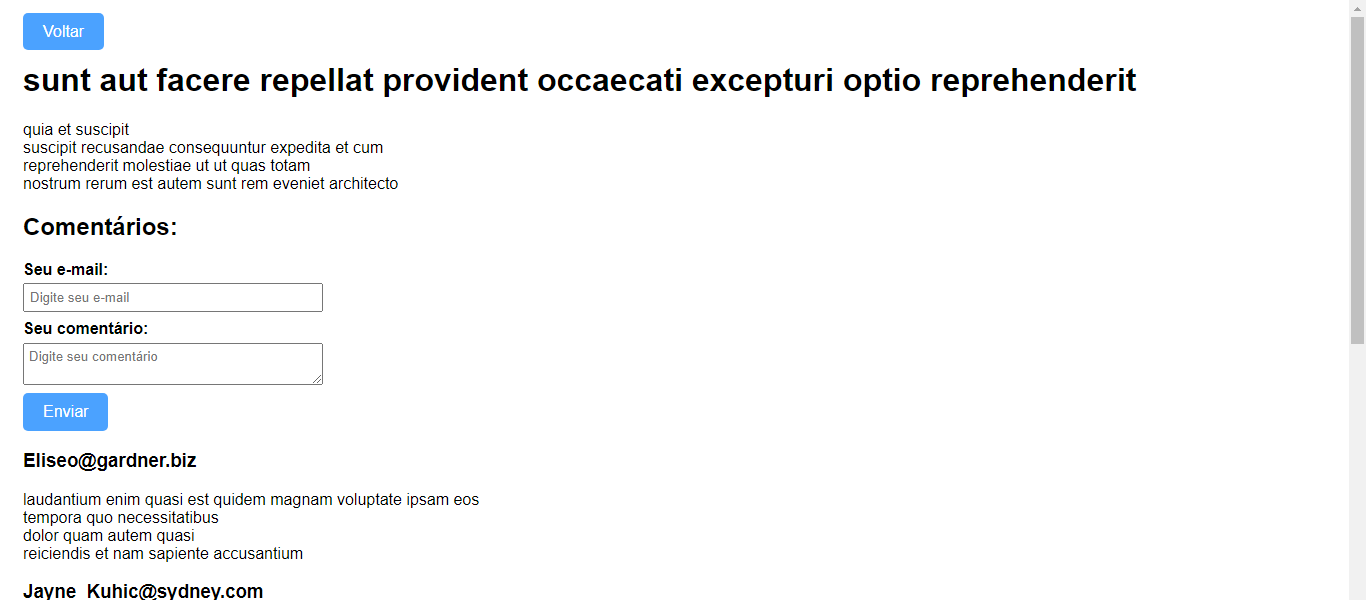 Voltar
sunt aut facere repellat provident occaecati excepturi optio reprehenderit
quia et suscipit
suscipit recusandae consequuntur expedita et cum
reprehenderit molestiae ut ut quas totam
nostrum rerum est autem sunt rem eveniet architecto
Comentários:
Seu e-mail:
Digite seu e-mail
Seu comentário:
Digite seu comentário
Enviar
Eliseo@gardner.biz
laudantium enim quasi est quidem magnam voluptate ipsam eos
tempora quo necessitatibus
dolor quam autem quasi
reiciendis et nam sapiente accusantium
Jayne_Kuhic@sydney.com